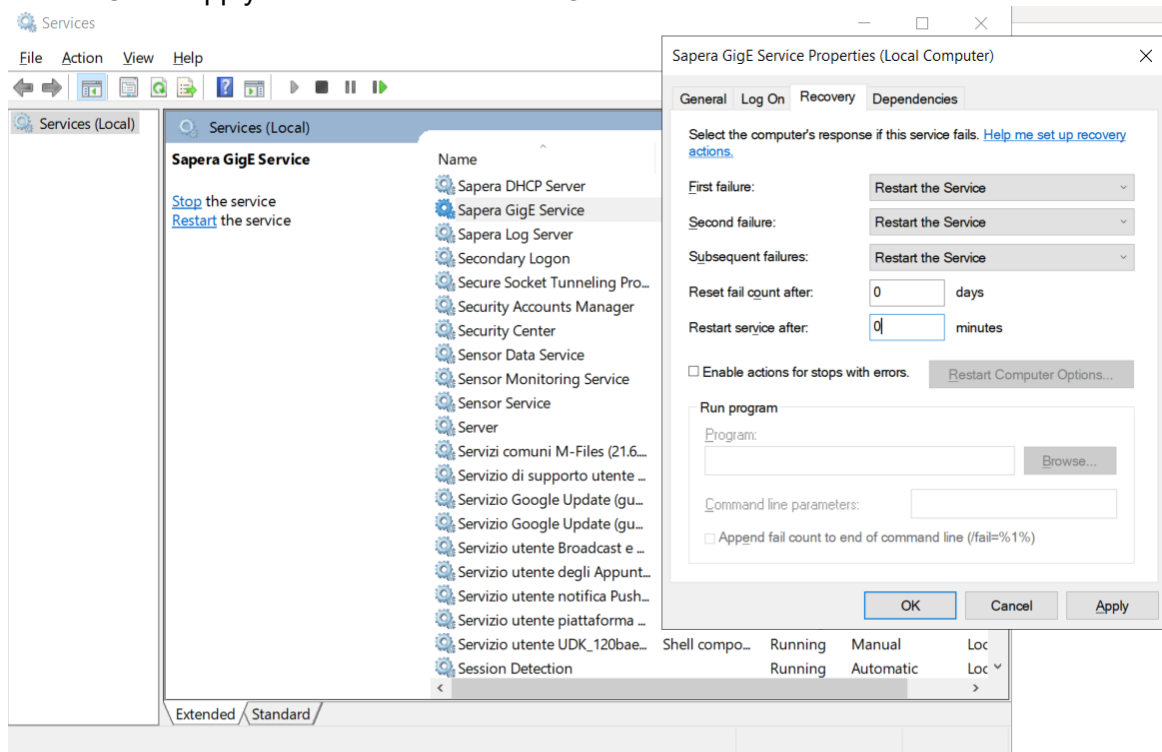 pply
Services
File Action View Help
Services (Local)
Services (Local)
Sapera GigE Service
Stop the service
Restart the service
Name
Sapera DHCP Server
Sapera GigE Service
Sapera Log Server
Secondary Logon
Secure Socket Tunneling Pro...
Security Accounts Manager
Security Center
Sensor Data Service
Sensor Monitoring Service
Sensor Service
Server
Servizi comuni M-Files (21.6....
Servizio di supporto utente ...
Servizio Google Update (gu...
Servizio Google Update (gu...
Servizio utente Broadcast e ...
Servizio utente degli Appunt...
Servizio utente notifica Push...
Servizio utente piattaforma ...
Servizio utente UDK_120bae... Shell compo... Running Manual Loc
Session Detection Running Automatic Loc
Extended Standard
Sapera GigE Service Properties (Local Computer)
General Log On Recovery Dependencies
Select the computer's response if this service fails. Help me set up recovery
actions.
First failure: Restart the Service
Second failure: Restart the Service
Subsequent failures: Restart the Service
Reset fail count after: 0 days
Restart service after: 0 minutes
Enable actions for stops with errors. Restart Computer Options...
Run program
Program:
Browse...
Command line parameters:
Append fail count to end of command line (/fail=%1%)
OK Cancel Apply